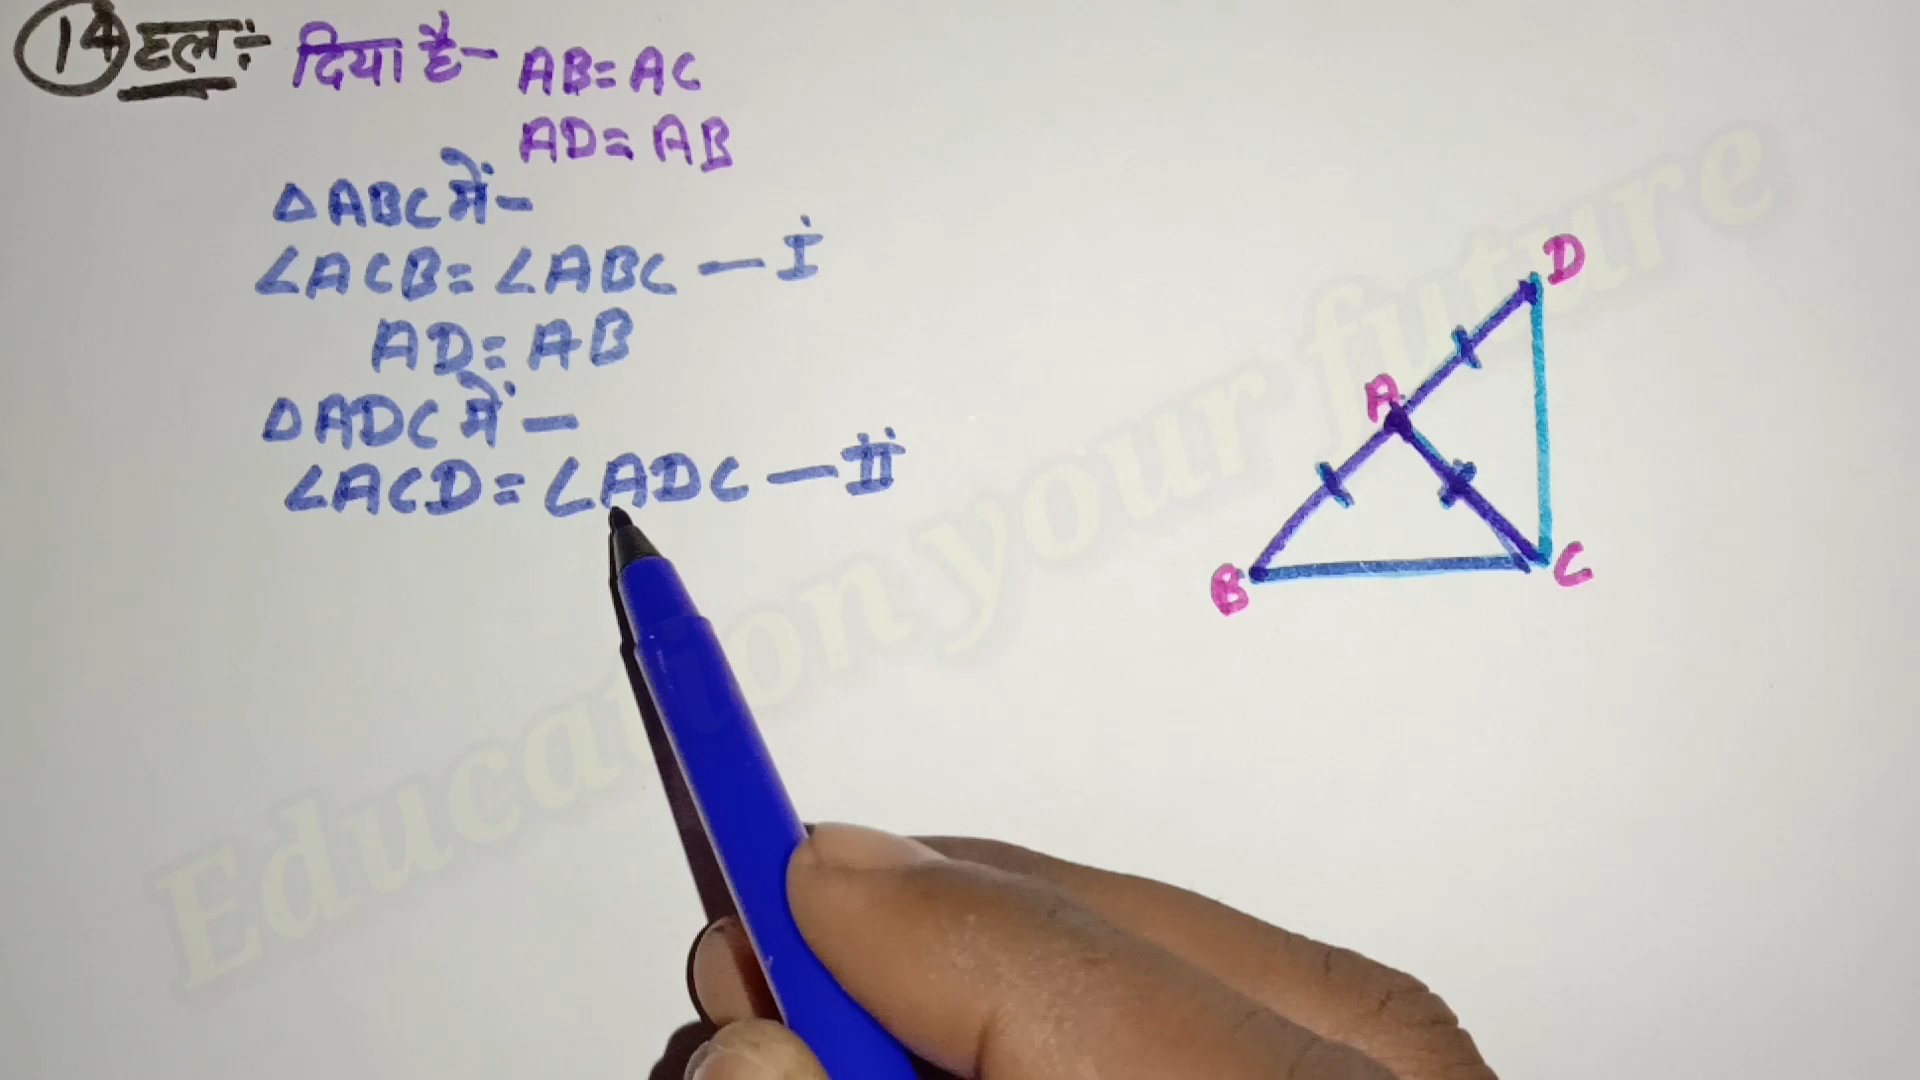 14 हल :- दिया है- AB = AC
AD = AB
△ABC में -
∠ACB = ∠ABC - I
AD = AB
△ADC में -
∠ACD = ∠ADC - II
D
A
B
C
Education your future